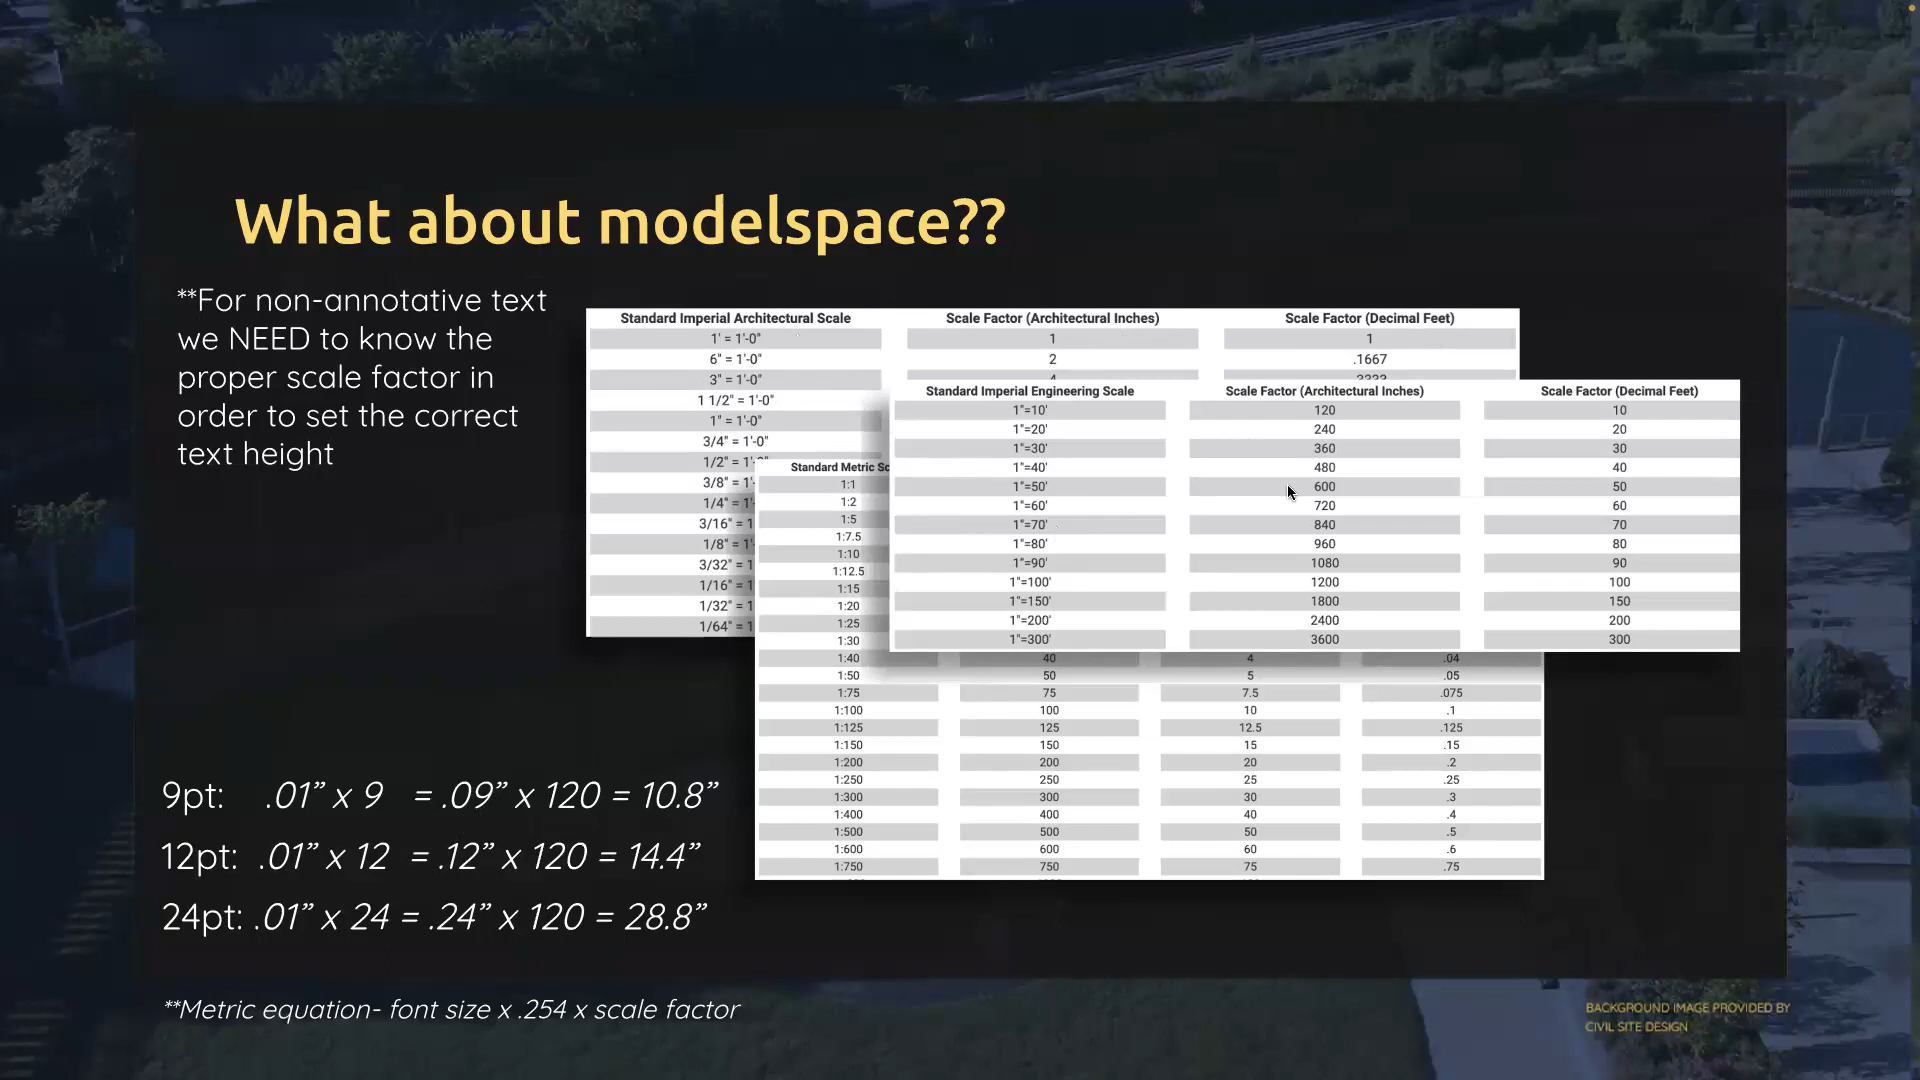 What about modelspace??
**For non-annotative text
we NEED to know the
proper scale factor in
order to set the correct
text height
Standard Imperial Architectural Scale Scale Factor (Architectural Inches) Scale Factor (Decimal Feet)
1' = 1'-0" 1 1
6" = 1'-0" 2 .1667
3" = 1'-0"
1 1/2" = 1'-0"
1" = 1'-0"
3/4" = 1'-0"
1/2" = 1'-0"
3/8" = 1'-
1/4" = 1'-
3/16" = 1
1/8" = 1'-
3/32" = 1
1/16" = 1
1/32" = 1
1/64" = 1
Standard Imperial Engineering Scale Scale Factor (Architectural Inches) Scale Factor (Decimal Feet)
1"=10' 120 10
1"=20' 240 20
1"=30' 360 30
1"=40' 480 40
1"=50' 600 50
1"=60' 720 60
1"=70' 840 70
1"=80' 960 80
1"=90' 1080 90
1"=100' 1200 100
1"=150' 1800 150
1"=200' 2400 200
1"=300' 3600 300
Standard Metric Sc
1:1
1:2
1:5
1:7.5
1:10
1:12.5
1:15
1:20
1:25
1:30
1:40 40 4 .04
1:50 50 5 .05
1:75 75 7.5 .075
1:100 100 10 .1
1:125 125 12.5 .125
1:150 150 15 .15
1:200 200 20 .2
1:250 250 25 .25
1:300 300 30 .3
1:400 400 40 .4
1:500 500 50 .5
1:600 600 60 .6
1:750 750 75 .75
9pt: .01” x 9 = .09” x 120 = 10.8”
12pt: .01” x 12 = .12” x 120 = 14.4”
24pt: .01” x 24 = .24” x 120 = 28.8”
**Metric equation- font size x .254 x scale factor
BACKGROUND IMAGE PROVIDED BY
CIVIL SITE DESIGN